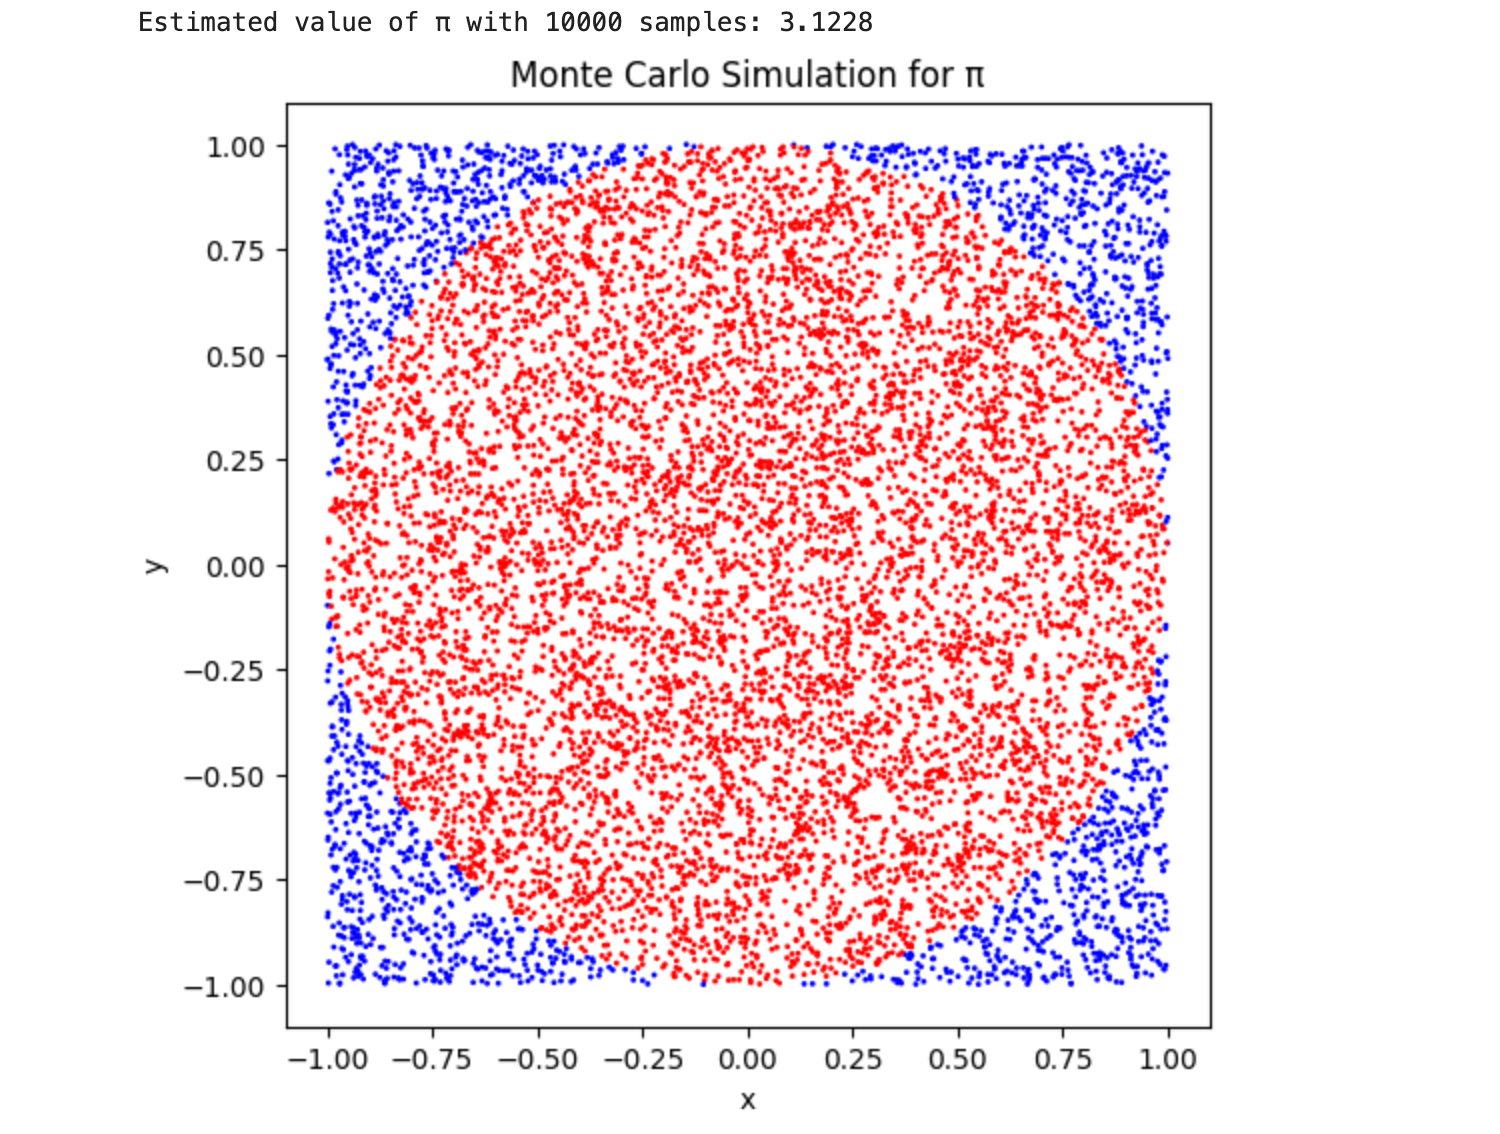 Estimated value of π with 10000 samples: 3.1228
Monte Carlo Simulation for π
1.00
0.75
0.50
0.25
y
0.00
−0.25
−0.50
−0.75
−1.00
−1.00 −0.75 −0.50 −0.25 0.00 0.25 0.50 0.75 1.00
x